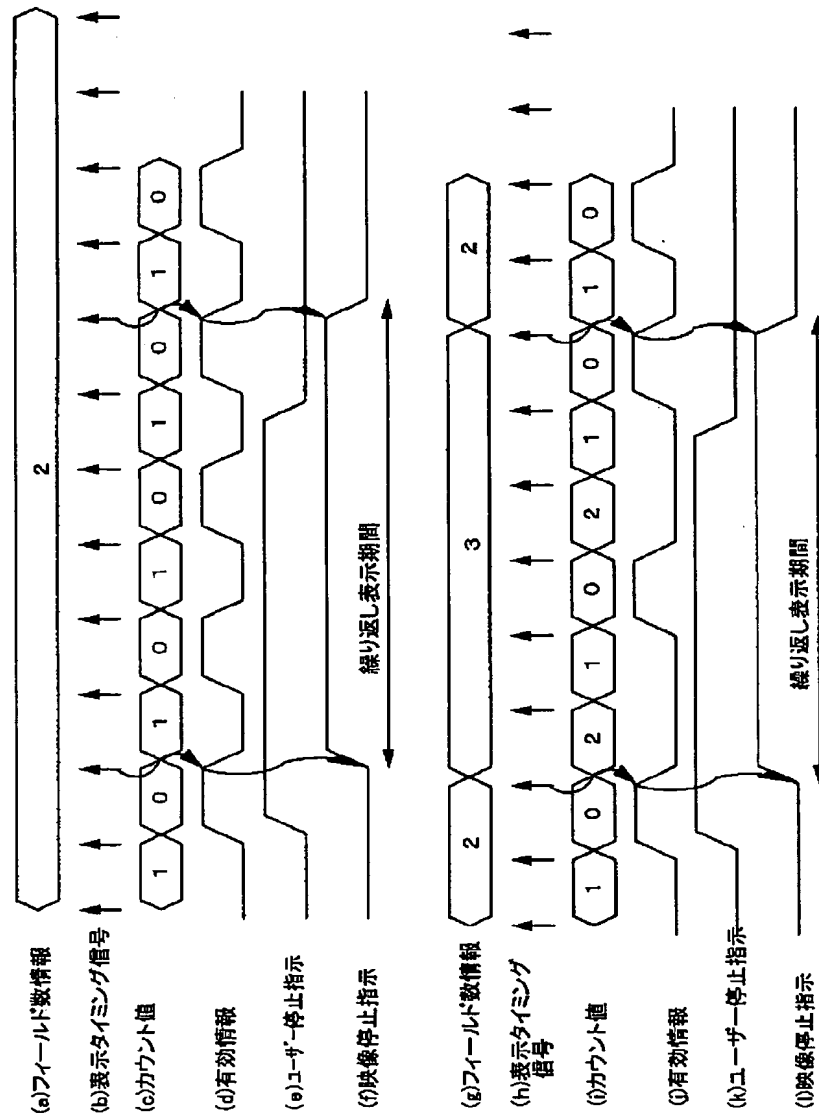 (a)フィールド数情報
2
(b)表示タイミング信号
(c)カウント値
1 0 1 0 1 0 1 0 1 0
(d)有効情報
(e)ユーザー停止指示
(f)映像停止指示
繰り返し表示期間
(g)フィールド数情報
2 3 2
(h)表示タイミング
信号
(i)カウント値
1 0 2 1 0 2 1 0 1 0
(j)有効情報
(k)ユーザー停止指示
(l)映像停止指示
繰り返し表示期間